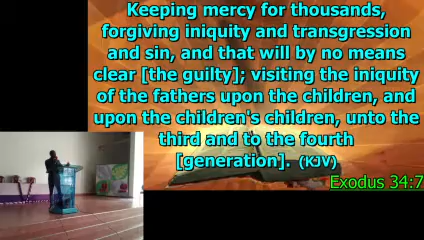 Keeping mercy for thousands,
forgiving iniquity and transgression
and sin, and that will by no means
clear [the guilty]; visiting the iniquity
of the fathers upon the children, and
upon the children's children, unto the
third and to the fourth
[generation]. (KJV)
Exodus 34:7